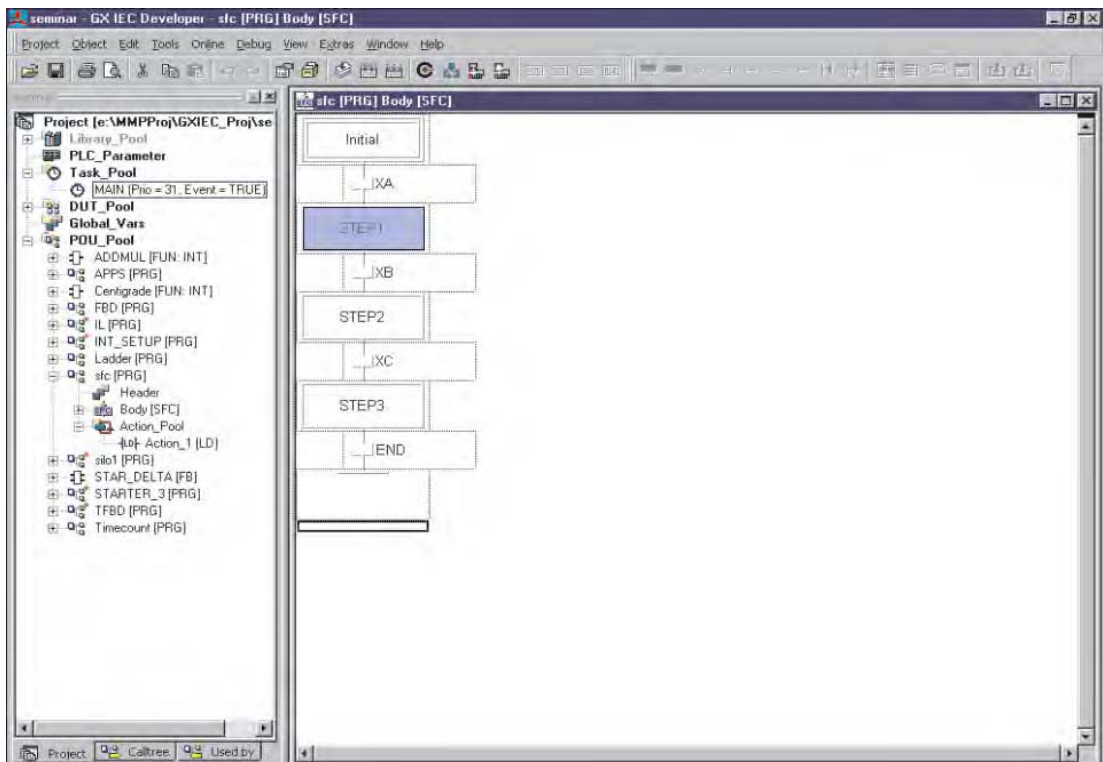 seminar - GX IEC Developer - sfc [PRG] Body [SFC]
Project Object Edit Tools Online Debug View Extras Window Help
Project [e:\MMPProj\GXIEC_Proj\se
Library_Pool
PLC_Parameter
Task_Pool
MAIN (Prio = 31, Event = TRUE)
DUT_Pool
Global_Vars
POU_Pool
ADDMUL [FUN: INT]
APPS [PRG]
Centigrade [FUN: INT]
FBD [PRG]
IL [PRG]
INT_SETUP [PRG]
Ladder [PRG]
sfc [PRG]
Header
Body [SFC]
Action_Pool
Action_1 [LD]
silo1 [PRG]
STAR_DELTA [FB]
STARTER_3 [PRG]
TFBD [PRG]
Timecount [PRG]
Project Calltree Used by
sfc [PRG] Body [SFC]
Initial
XA
STEP1
XB
STEP2
XC
STEP3
END